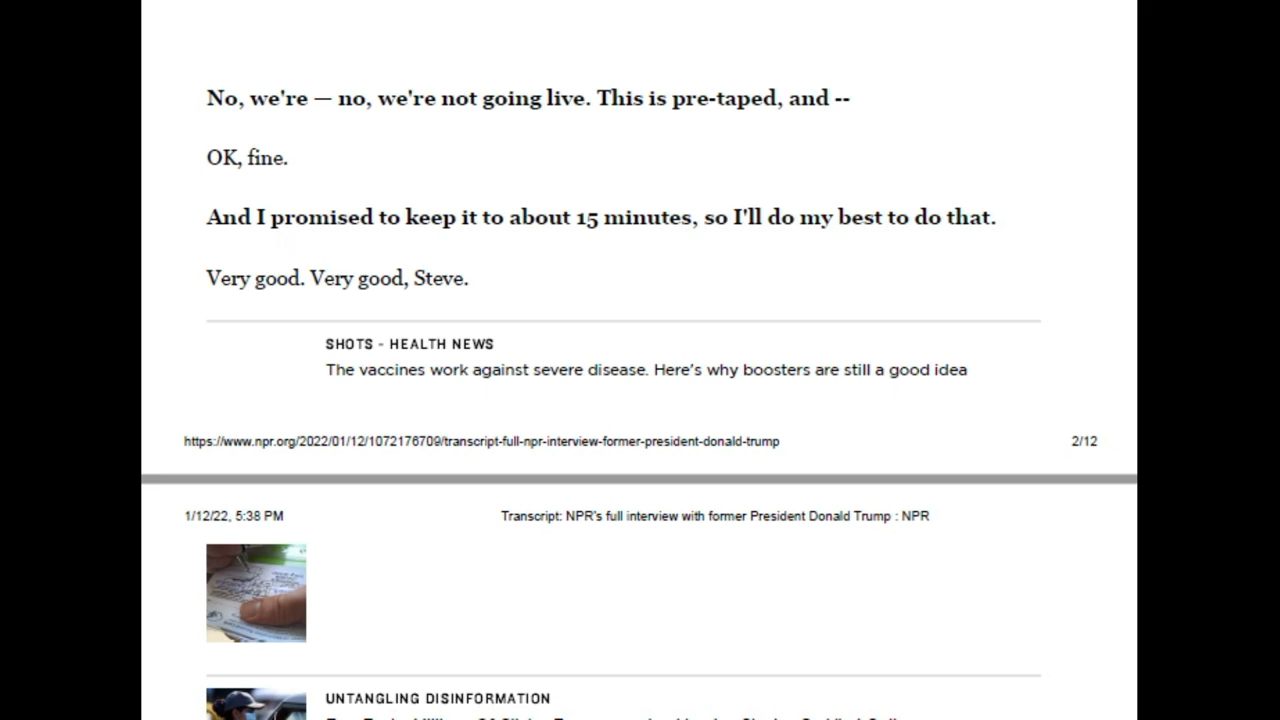 No, we're — no, we're not going live. This is pre-taped, and --
OK, fine.
And I promised to keep it to about 15 minutes, so I'll do my best to do that.
Very good. Very good, Steve.
SHOTS - HEALTH NEWS
The vaccines work against severe disease. Here's why boosters are still a good idea
https://www.npr.org/2022/01/12/1072176709/transcript-full-npr-interview-former-president-donald-trump
2/12
1/12/22, 5:38 PM
Transcript: NPR's full interview with former President Donald Trump : NPR
UNTANGLING DISINFORMATION